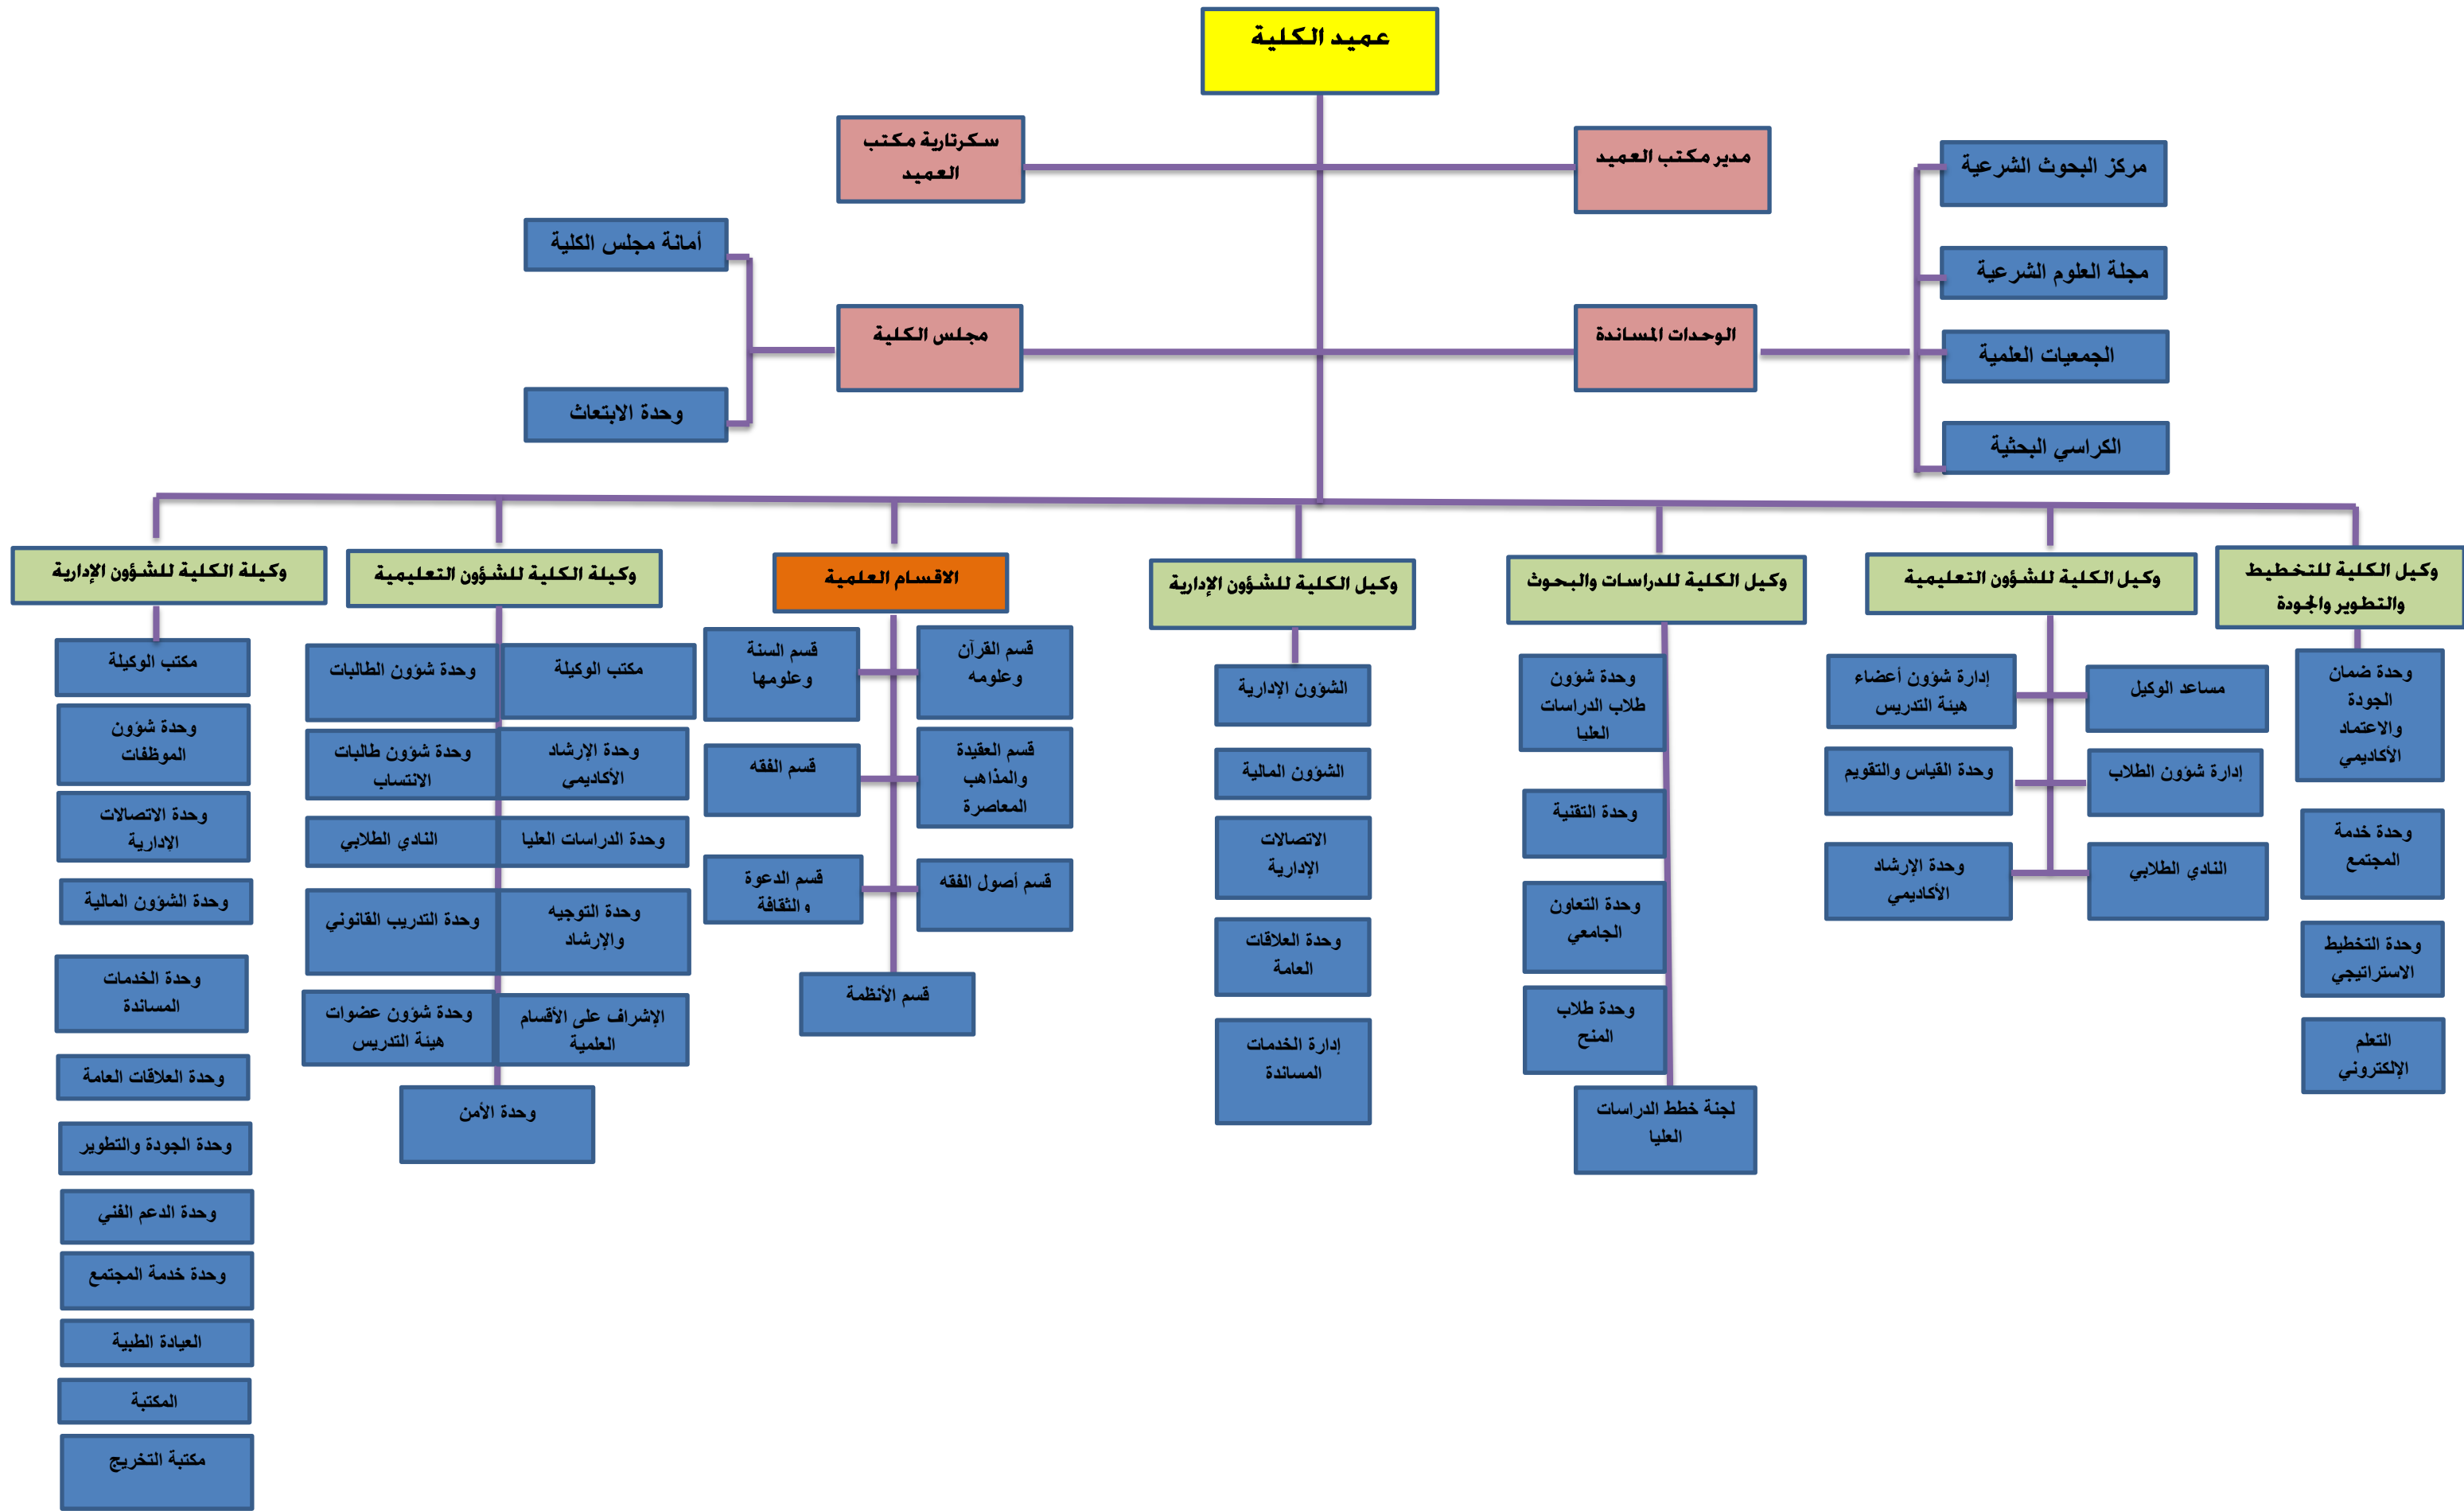 عميد الكلية
مدير مكتب العميد
سكرتارية مكتب
العميد
مركز البحوث الشرعية
مجلة العلوم الشرعية
الجمعيات العلمية
الكراسي البحثية
الوحدات المساندة
مجلس الكلية
أمانة مجلس الكلية
وحدة الابتعاث
وكيل الكلية للتخطيط
والتطوير والجودة
وحدة ضمان
الجودة
والاعتماد
الأكاديمي
وحدة خدمة
المجتمع
وحدة التخطيط
الاستراتيجي
التعلم
الإلكتروني
وكيل الكلية للشؤون التعليمية
مساعد الوكيل
إدارة شؤون أعضاء
هيئة التدريس
إدارة شؤون الطلاب
وحدة القياس والتقويم
النادي الطلابي
وحدة الإرشاد
الأكاديمي
وكيل الكلية للدراسات والبحوث
وحدة شؤون
طلاب الدراسات
العليا
وحدة التقنية
وحدة التعاون
الجامعي
وحدة طلاب
المنح
لجنة خطط الدراسات
العليا
وكيل الكلية للشؤون الإدارية
الشؤون الإدارية
الشؤون المالية
الاتصالات
الإدارية
وحدة العلاقات
العامة
إدارة الخدمات
المساندة
الاقسام العلمية
قسم القرآن
وعلومه
قسم السنة
وعلومها
قسم العقيدة
والمذاهب
المعاصرة
قسم الفقه
قسم أصول الفقه
قسم الدعوة
والثقافة
قسم الأنظمة
وكيلة الكلية للشؤون التعليمية
مكتب الوكيلة
وحدة شؤون الطالبات
وحدة الإرشاد
الأكاديمي
وحدة شؤون طالبات
الانتساب
وحدة الدراسات العليا
النادي الطلابي
وحدة التوجيه
والإرشاد
وحدة التدريب القانوني
الإشراف على الأقسام
العلمية
وحدة شؤون عضوات
هيئة التدريس
وحدة الأمن
وكيلة الكلية للشؤون الإدارية
مكتب الوكيلة
وحدة شؤون
الموظفات
وحدة الاتصالات
الإدارية
وحدة الشؤون المالية
وحدة الخدمات
المساندة
وحدة العلاقات العامة
وحدة الجودة والتطوير
وحدة الدعم الفني
وحدة خدمة المجتمع
العيادة الطبية
المكتبة
مكتبة التخريج